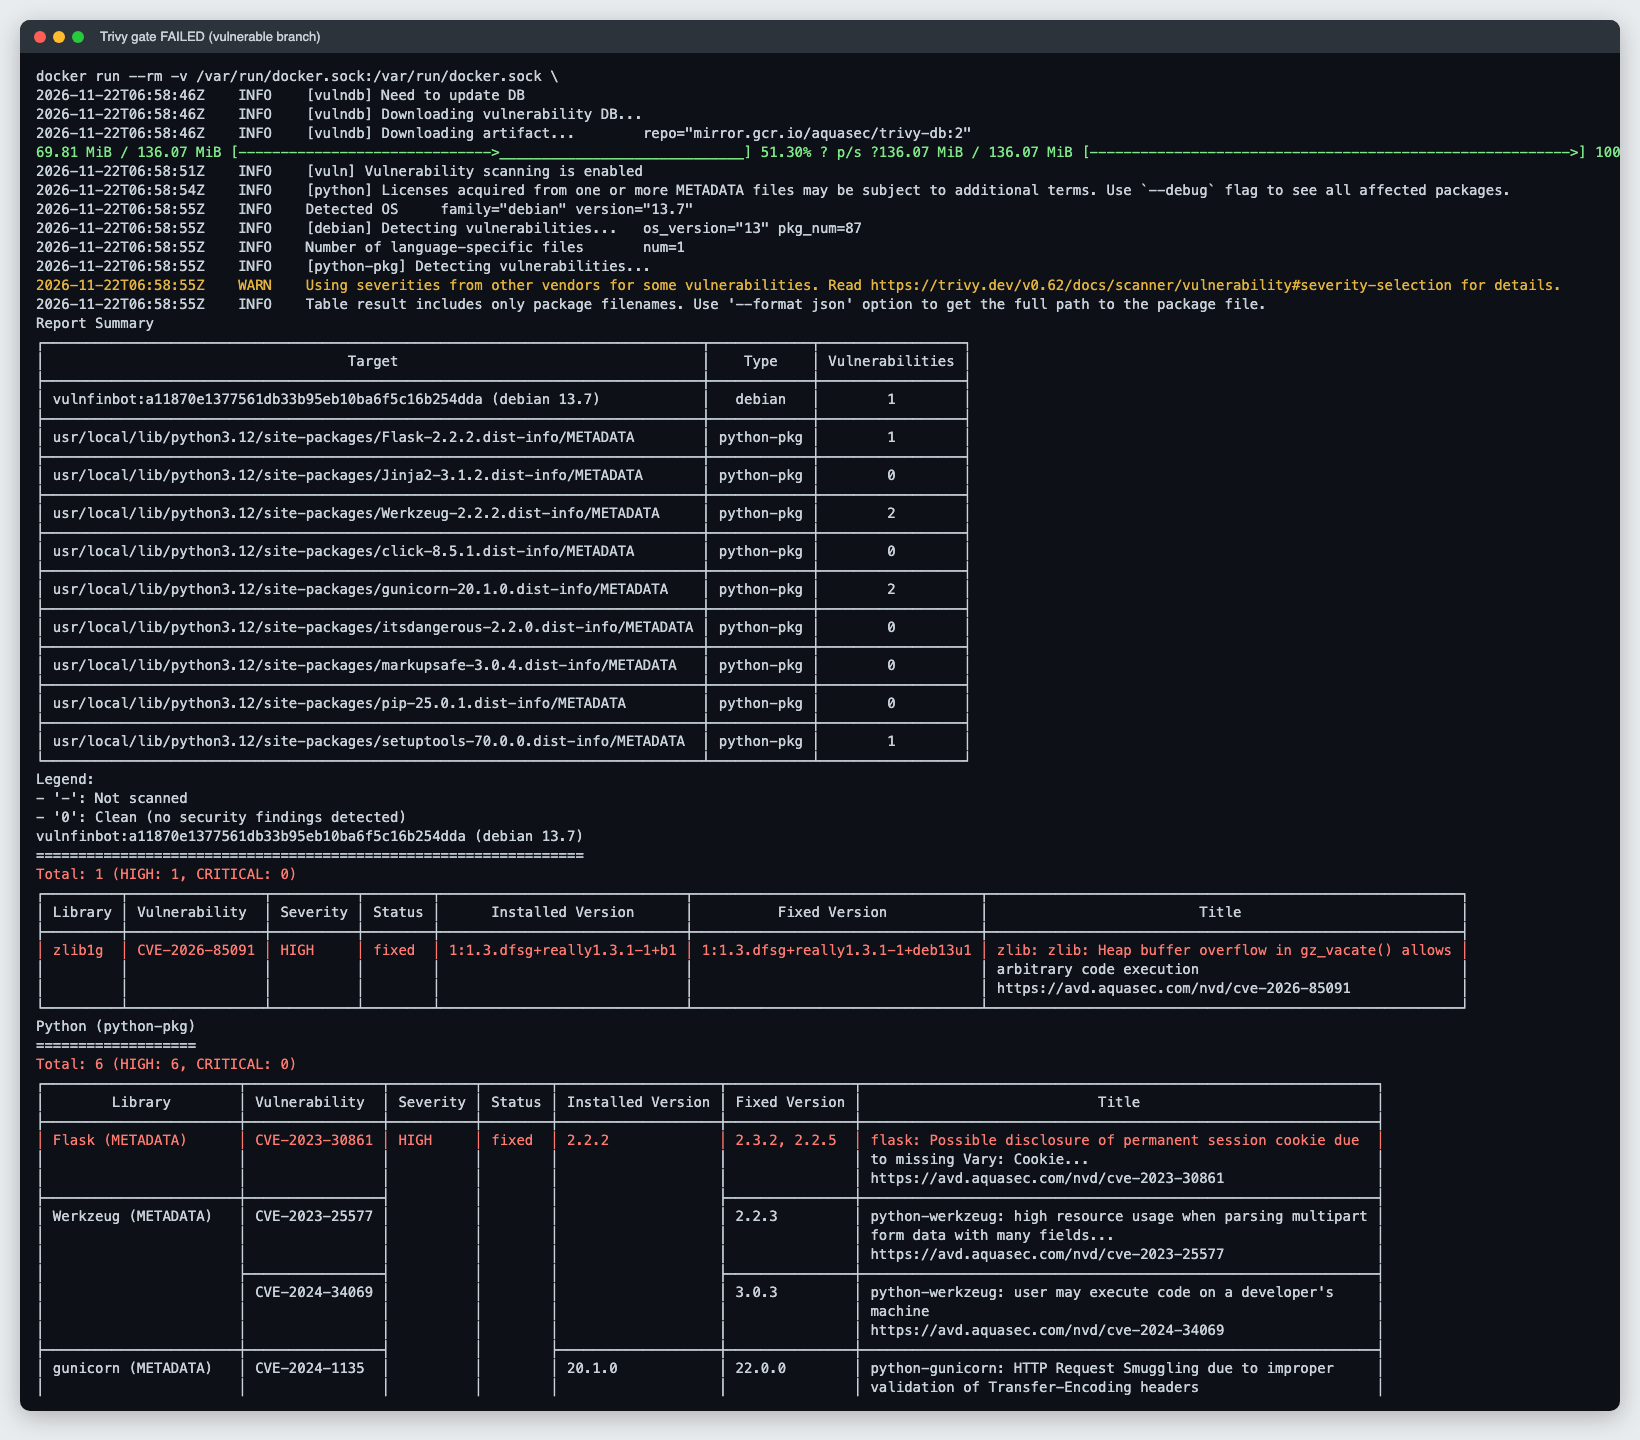 Trivy gate FAILED (vulnerable branch)
docker run --rm -v /var/run/docker.sock:/var/run/docker.sock \
2026-11-22T06:58:46Z INFO [vulndb] Need to update DB
2026-11-22T06:58:46Z INFO [vulndb] Downloading vulnerability DB...
2026-11-22T06:58:46Z INFO [vulndb] Downloading artifact... repo="mirror.gcr.io/aquasec/trivy-db:2"
69.81 MiB / 136.07 MiB [------------------------------>_____________________________] 51.30% ? p/s ?136.07 MiB / 136.07 MiB [--------------------------------------------------------->] 100
2026-11-22T06:58:51Z INFO [vuln] Vulnerability scanning is enabled
2026-11-22T06:58:54Z INFO [python] Licenses acquired from one or more METADATA files may be subject to additional terms. Use `--debug` flag to see all affected packages.
2026-11-22T06:58:55Z INFO Detected OS family="debian" version="13.7"
2026-11-22T06:58:55Z INFO [debian] Detecting vulnerabilities... os_version="13" pkg_num=87
2026-11-22T06:58:55Z INFO Number of language-specific files num=1
2026-11-22T06:58:55Z INFO [python-pkg] Detecting vulnerabilities...
2026-11-22T06:58:55Z WARN Using severities from other vendors for some vulnerabilities. Read https://trivy.dev/v0.62/docs/scanner/vulnerability#severity-selection for details.
2026-11-22T06:58:55Z INFO Table result includes only package filenames. Use '--format json' option to get the full path to the package file.
Report Summary
Target Type Vulnerabilities
vulnfinbot:a11870e1377561db33b95eb10ba6f5c16b254dda (debian 13.7) debian 1
usr/local/lib/python3.12/site-packages/Flask-2.2.2.dist-info/METADATA python-pkg 1
usr/local/lib/python3.12/site-packages/Jinja2-3.1.2.dist-info/METADATA python-pkg 0
usr/local/lib/python3.12/site-packages/Werkzeug-2.2.2.dist-info/METADATA python-pkg 2
usr/local/lib/python3.12/site-packages/click-8.5.1.dist-info/METADATA python-pkg 0
usr/local/lib/python3.12/site-packages/gunicorn-20.1.0.dist-info/METADATA python-pkg 2
usr/local/lib/python3.12/site-packages/itsdangerous-2.2.0.dist-info/METADATA python-pkg 0
usr/local/lib/python3.12/site-packages/markupsafe-3.0.4.dist-info/METADATA python-pkg 0
usr/local/lib/python3.12/site-packages/pip-25.0.1.dist-info/METADATA python-pkg 0
usr/local/lib/python3.12/site-packages/setuptools-70.0.0.dist-info/METADATA python-pkg 1
Legend:
- '-': Not scanned
- '0': Clean (no security findings detected)
vulnfinbot:a11870e1377561db33b95eb10ba6f5c16b254dda (debian 13.7)
=================================================================
Total: 1 (HIGH: 1, CRITICAL: 0)
Library Vulnerability Severity Status Installed Version Fixed Version Title
zlib1g CVE-2026-85091 HIGH fixed 1:1.3.dfsg+really1.3.1-1+b1 1:1.3.dfsg+really1.3.1-1+deb13u1 zlib: zlib: Heap buffer overflow in gz_vacate() allows
arbitrary code execution
https://avd.aquasec.com/nvd/cve-2026-85091
Python (python-pkg)
===================
Total: 6 (HIGH: 6, CRITICAL: 0)
Library Vulnerability Severity Status Installed Version Fixed Version Title
Flask (METADATA) CVE-2023-30861 HIGH fixed 2.2.2 2.3.2, 2.2.5 flask: Possible disclosure of permanent session cookie due
to missing Vary: Cookie...
https://avd.aquasec.com/nvd/cve-2023-30861
Werkzeug (METADATA) CVE-2023-25577 2.2.3 python-werkzeug: high resource usage when parsing multipart
form data with many fields...
https://avd.aquasec.com/nvd/cve-2023-25577
CVE-2024-34069 3.0.3 python-werkzeug: user may execute code on a developer's
machine
https://avd.aquasec.com/nvd/cve-2024-34069
gunicorn (METADATA) CVE-2024-1135 20.1.0 22.0.0 python-gunicorn: HTTP Request Smuggling due to improper
validation of Transfer-Encoding headers